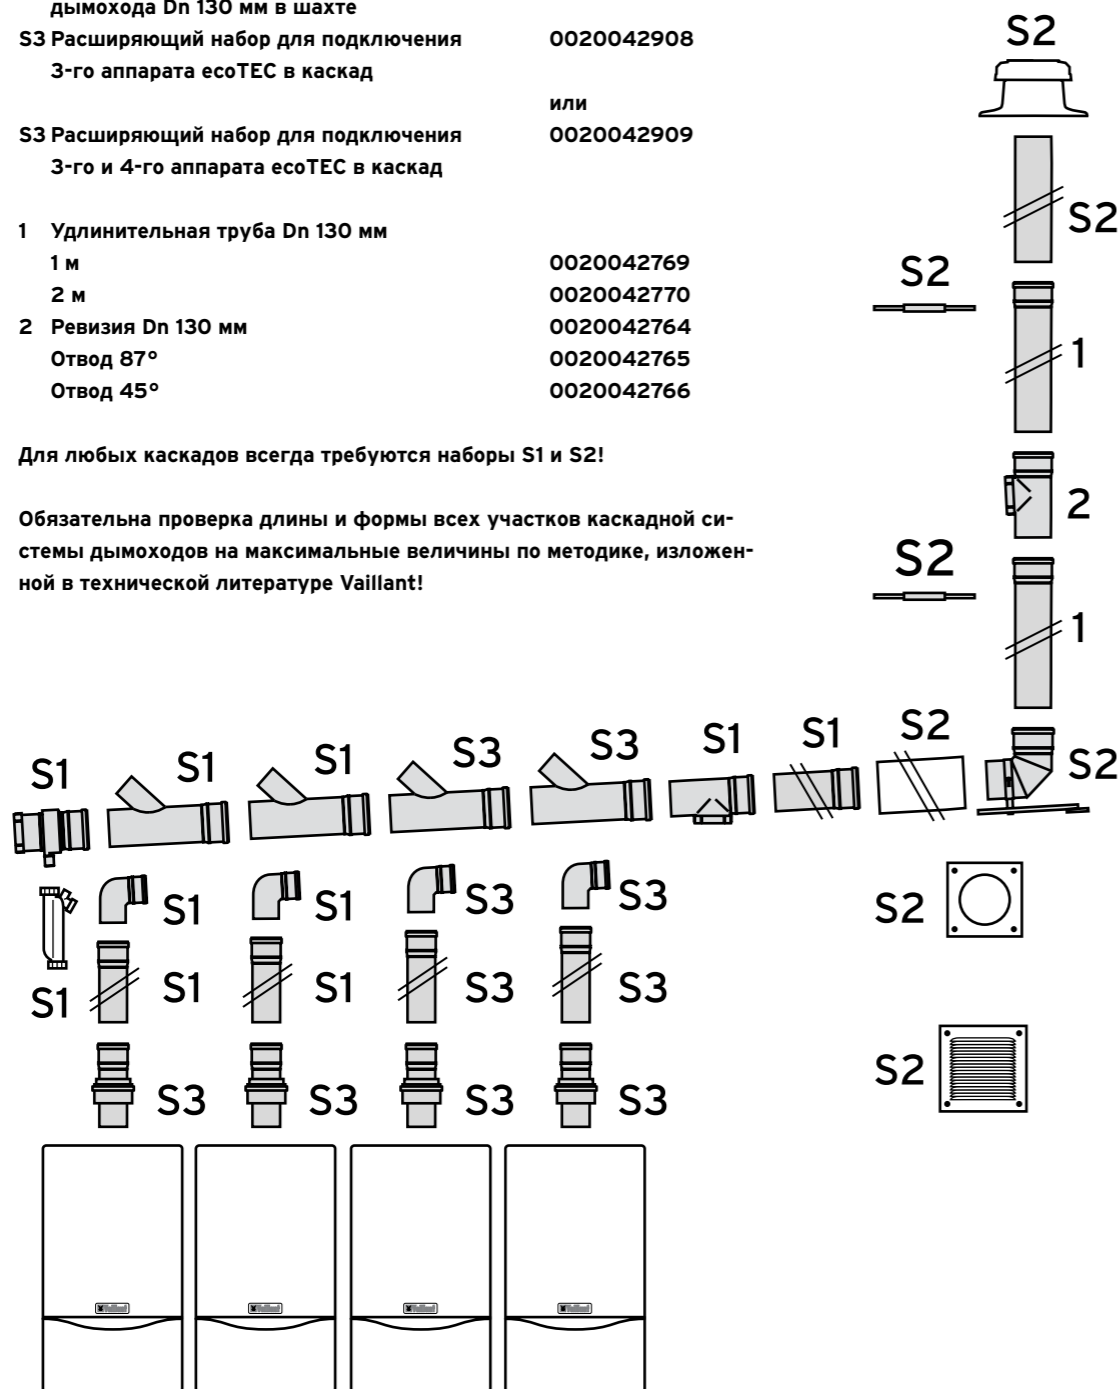 дымохода Dn 130 мм в шахте
S3 Расширяющий набор для подключения 0020042908
3-го аппарата ecoTEC в каскад
или
S3 Расширяющий набор для подключения 0020042909
3-го и 4-го аппарата ecoTEC в каскад
1 Удлинительная труба Dn 130 мм
1 м 0020042769
2 м 0020042770
2 Ревизия Dn 130 мм 0020042764
Отвод 87° 0020042765
Отвод 45° 0020042766
Для любых каскадов всегда требуются наборы S1 и S2!
Обязательна проверка длины и формы всех участков каскадной си-
стемы дымоходов на максимальные величины по методике, изложен-
ной в технической литературе Vaillant!
S2
S2
S2
1
2
S2
1
S1 S1 S1 S3 S3 S1 S1 S2 S2
S1 S1 S3 S3 S2
S1 S1 S1 S3 S3
S2
S3 S3 S3 S3
Vaillant Vaillant Vaillant Vaillant